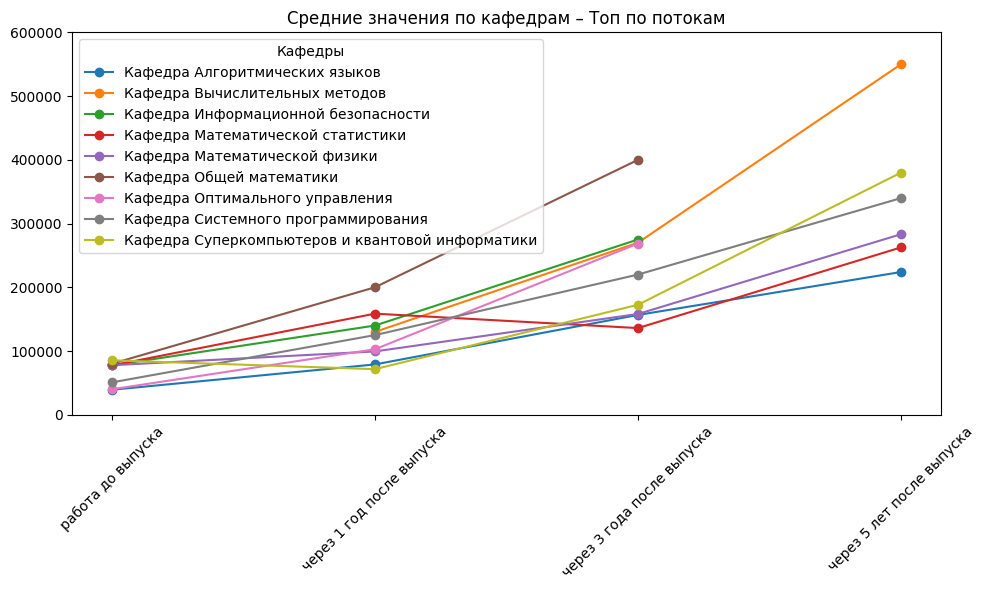 Средние значения по кафедрам – Топ по потокам
600000
500000
400000
300000
200000
100000
0
Кафедры
Кафедра Алгоритмических языков
Кафедра Вычислительных методов
Кафедра Информационной безопасности
Кафедра Математической статистики
Кафедра Математической физики
Кафедра Общей математики
Кафедра Оптимального управления
Кафедра Системного программирования
Кафедра Суперкомпьютеров и квантовой информатики
работа до выпуска
через 1 год после выпуска
через 3 года после выпуска
через 5 лет после выпуска